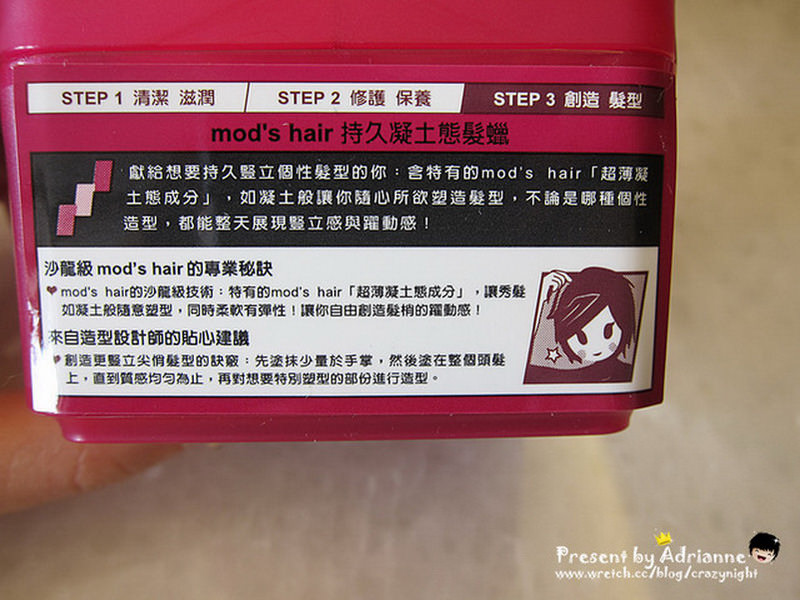 STEP 1 清潔 滋潤
STEP 2 修護 保養
STEP 3 創造 髮型
mod's hair 持久凝土態髮蠟
獻給想要持久豎立個性髮型的你：含特有的mod's hair「超薄凝
土態成分」，如凝土般讓你隨心所欲塑造髮型，不論是哪種個性
造型，都能整天展現豎立感與躍動感！
沙龍級 mod's hair 的專業秘訣
❤mod's hair的沙龍級技術：特有的mod's hair「超薄凝土態成分」，讓秀髮
如凝土般隨意塑型，同時柔軟有彈性！讓你自由創造髮梢的躍動感！
來自造型設計師的貼心建議
❤創造更豎立尖俏髮型的訣竅：先塗抹少量於手掌，然後塗在整個頭髮
上，直到質感均勻為止，再對想要特別塑型的部份進行造型。
Present by Adrianne
www.wretch.cc/blog/crazynight